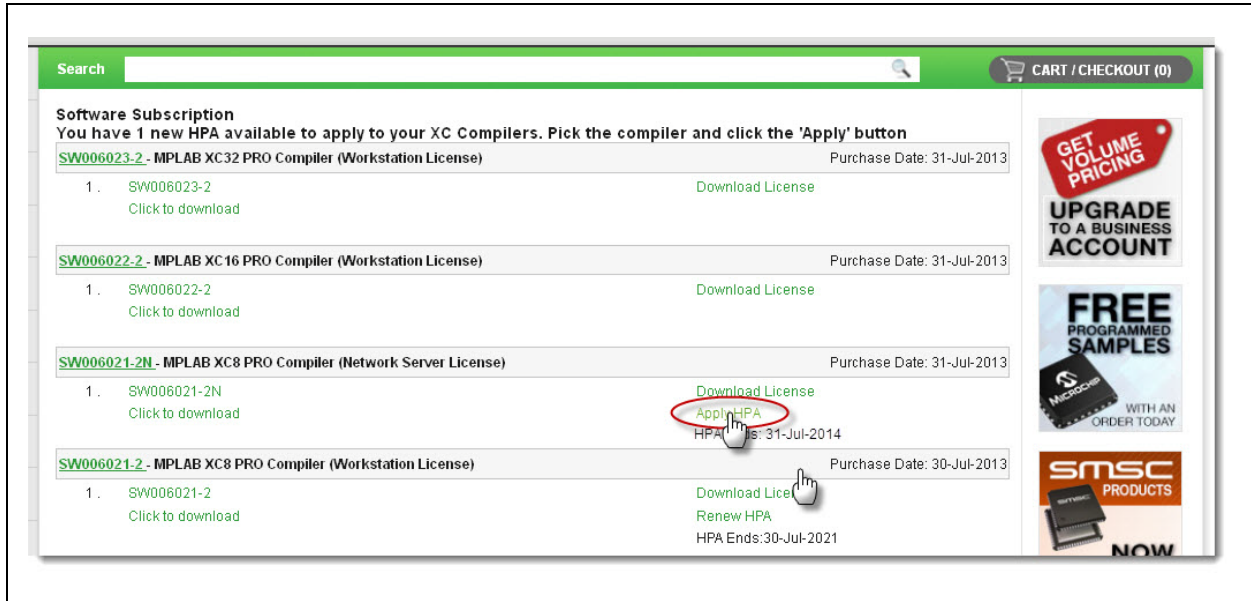 Search
CART / CHECKOUT (0)
Software Subscription
You have 1 new HPA available to apply to your XC Compilers. Pick the compiler and click the 'Apply' button
SW006023-2 - MPLAB XC32 PRO Compiler (Workstation License) Purchase Date: 31-Jul-2013
1. SW006023-2 Download License
Click to download
SW006022-2 - MPLAB XC16 PRO Compiler (Workstation License) Purchase Date: 31-Jul-2013
1. SW006022-2 Download License
Click to download
SW006021-2N - MPLAB XC8 PRO Compiler (Network Server License) Purchase Date: 31-Jul-2013
1. SW006021-2N Download License
Click to download Apply HPA
HPA 31-Jul-2014
SW006021-2 - MPLAB XC8 PRO Compiler (Workstation License) Purchase Date: 30-Jul-2013
1. SW006021-2 Download
Click to download Renew HPA
HPA Ends:30-Jul-2021
GET VOLUME
PRICING
UPGRADE
TO A BUSINESS
ACCOUNT
FREE
PROGRAMMED
SAMPLES
MICROCHIP
WITH AN
ORDER TODAY
smsc
PRODUCTS
smsc
NOW